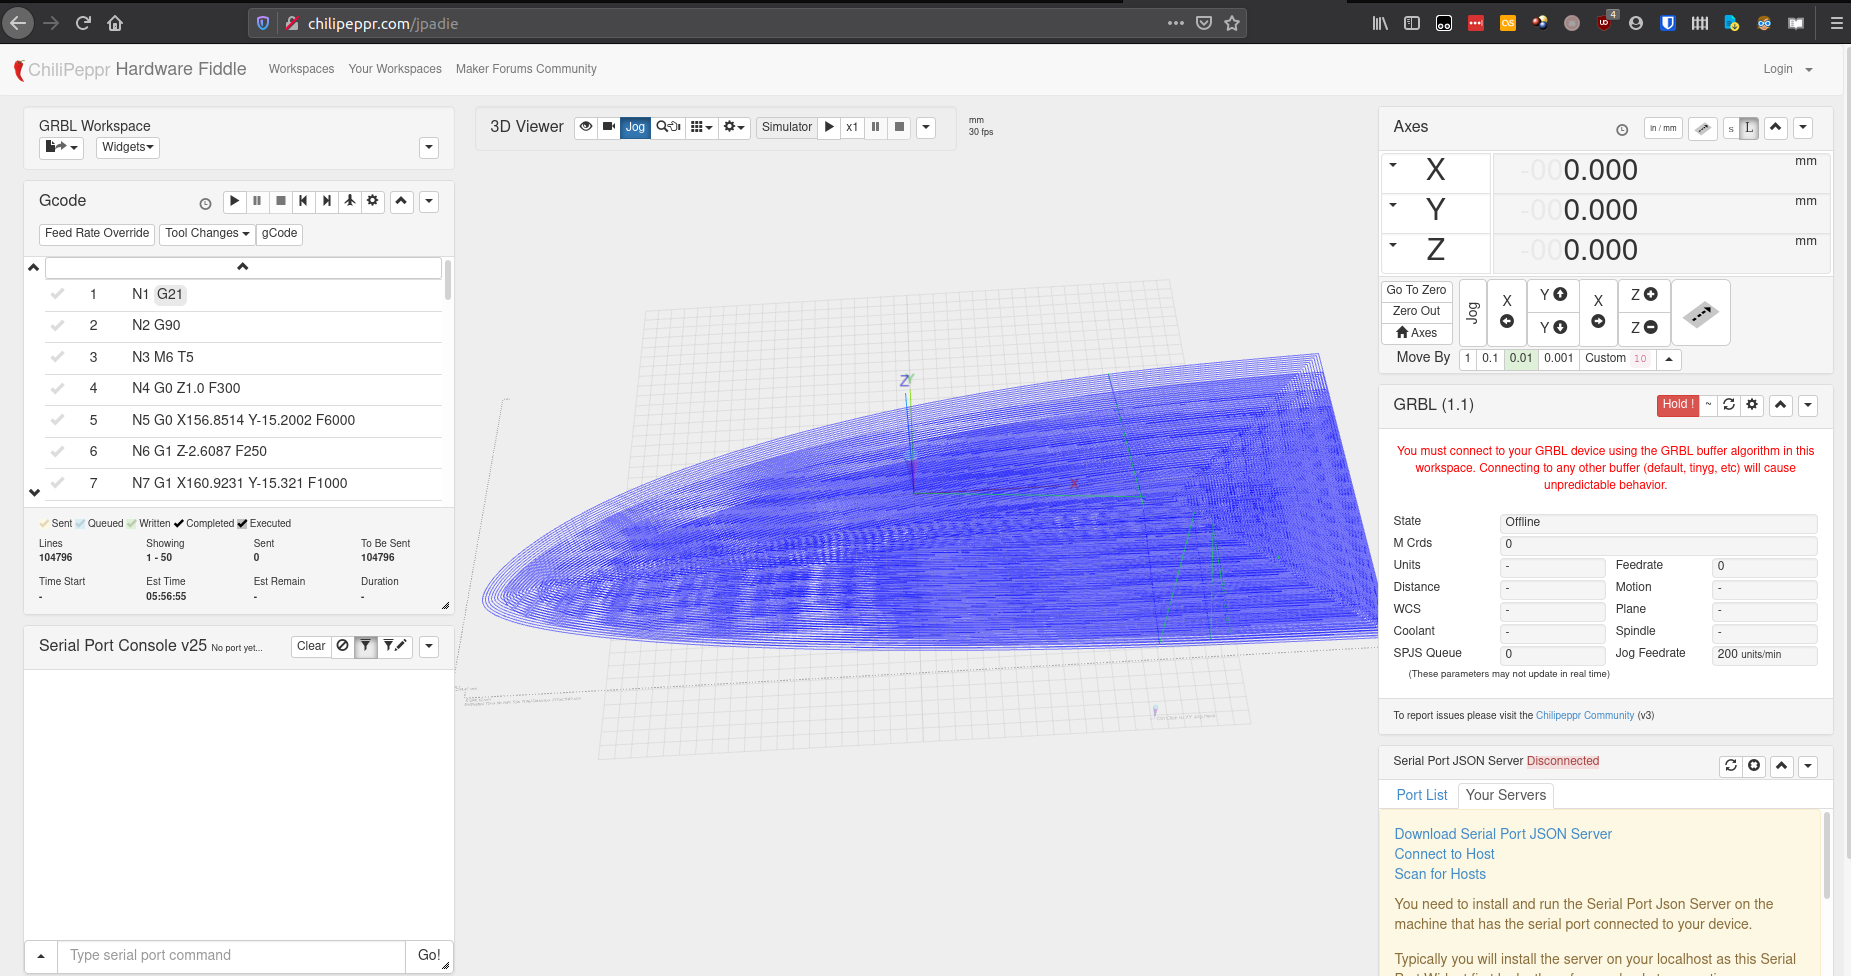 chilipeppr.com/jpadie
4
ChiliPeppr Hardware Fiddle
Workspaces
Your Workspaces
Maker Forums Community
Login
GRBL Workspace
Widgets
Gcode
Feed Rate Override
Tool Changes
gCode
1 N1 G21
2 N2 G90
3 N3 M6 T5
4 N4 G0 Z1.0 F300
5 N5 G0 X156.8514 Y-15.2002 F6000
6 N6 G1 Z-2.6087 F250
7 N7 G1 X160.9231 Y-15.321 F1000
Sent Queued Written Completed Executed
Lines Showing Sent To Be Sent
104796 1 - 50 0 104796
Time Start Est Time Est Remain Duration
- 05:56:55 - -
Serial Port Console v25 No port yet...
Clear
Type serial port command
Go!
3D Viewer
Jog
Simulator
x1
mm
30 fps
Z
Y
X
Axes
in / mm
s
L
X -000.000 mm
Y -000.000 mm
Z -000.000 mm
Go To Zero
Zero Out
Axes
Jog
X
Y
Y
X
Z
Z
Move By 1 0.1 0.01 0.001 Custom 10
GRBL (1.1)
Hold !
~
You must connect to your GRBL device using the GRBL buffer algorithm in this
workspace. Connecting to any other buffer (default, tinyg, etc) will cause
unpredictable behavior.
State Offline
M Crds 0
Units - Feedrate 0
Distance - Motion -
WCS - Plane -
Coolant - Spindle -
SPJS Queue 0 Jog Feedrate 200 units/min
(These parameters may not update in real time)
To report issues please visit the Chilipeppr Community (v3)
Serial Port JSON Server Disconnected
Port List
Your Servers
Download Serial Port JSON Server
Connect to Host
Scan for Hosts
You need to install and run the Serial Port Json Server on the
machine that has the serial port connected to your device.
Typically you will install the server on your localhost as this Serial